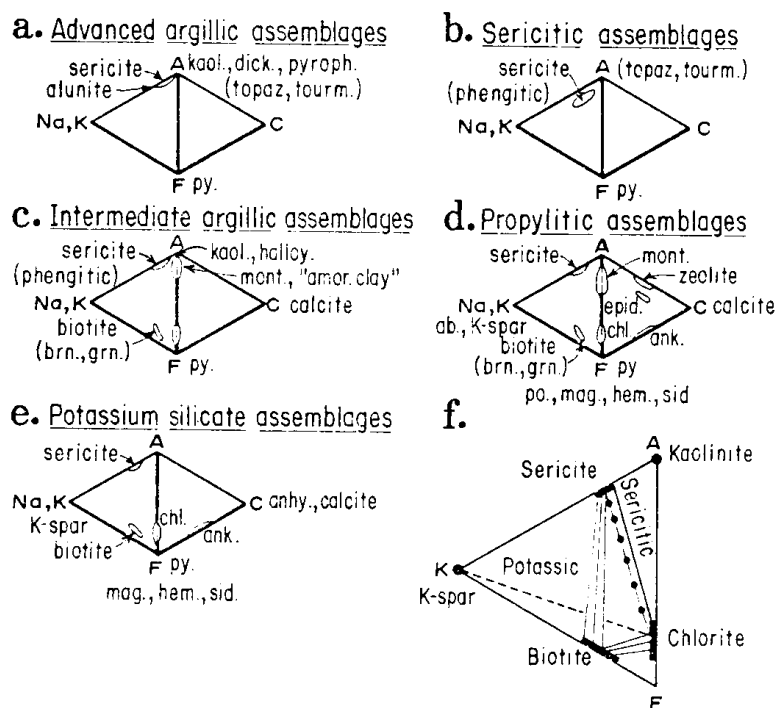 a. Advanced argillic assemblages
sericite
alunite
A kaol., dick., pyroph.
(topaz, tourm.)
Na,K
C
F py.
b. Sericitic assemblages
A (topaz, tourm.)
sericite
(phengitic)
Na,K
C
F py.
c. Intermediate argillic assemblages
sericite
(phengitic)
A
kaol., halloy.
mont., "amor. clay"
Na,K
C calcite
biotite
(brn., grn.)
F py.
d. Propylitic assemblages
sericite
A
mont.
zeolite
Na,K
ab., K-spar
epid.
C calcite
biotite
(brn., grn.)
chl.
ank.
F py
po., mag., hem., sid
e. Potassium silicate assemblages
A
sericite
Na,K
C anhy., calcite
K-spar
biotite
chl.
ank.
F py.
mag., hem., sid.
f.
A
Kaolinite
Sericite
Sericitic
Potassic
K
K-spar
Chlorite
Biotite
F